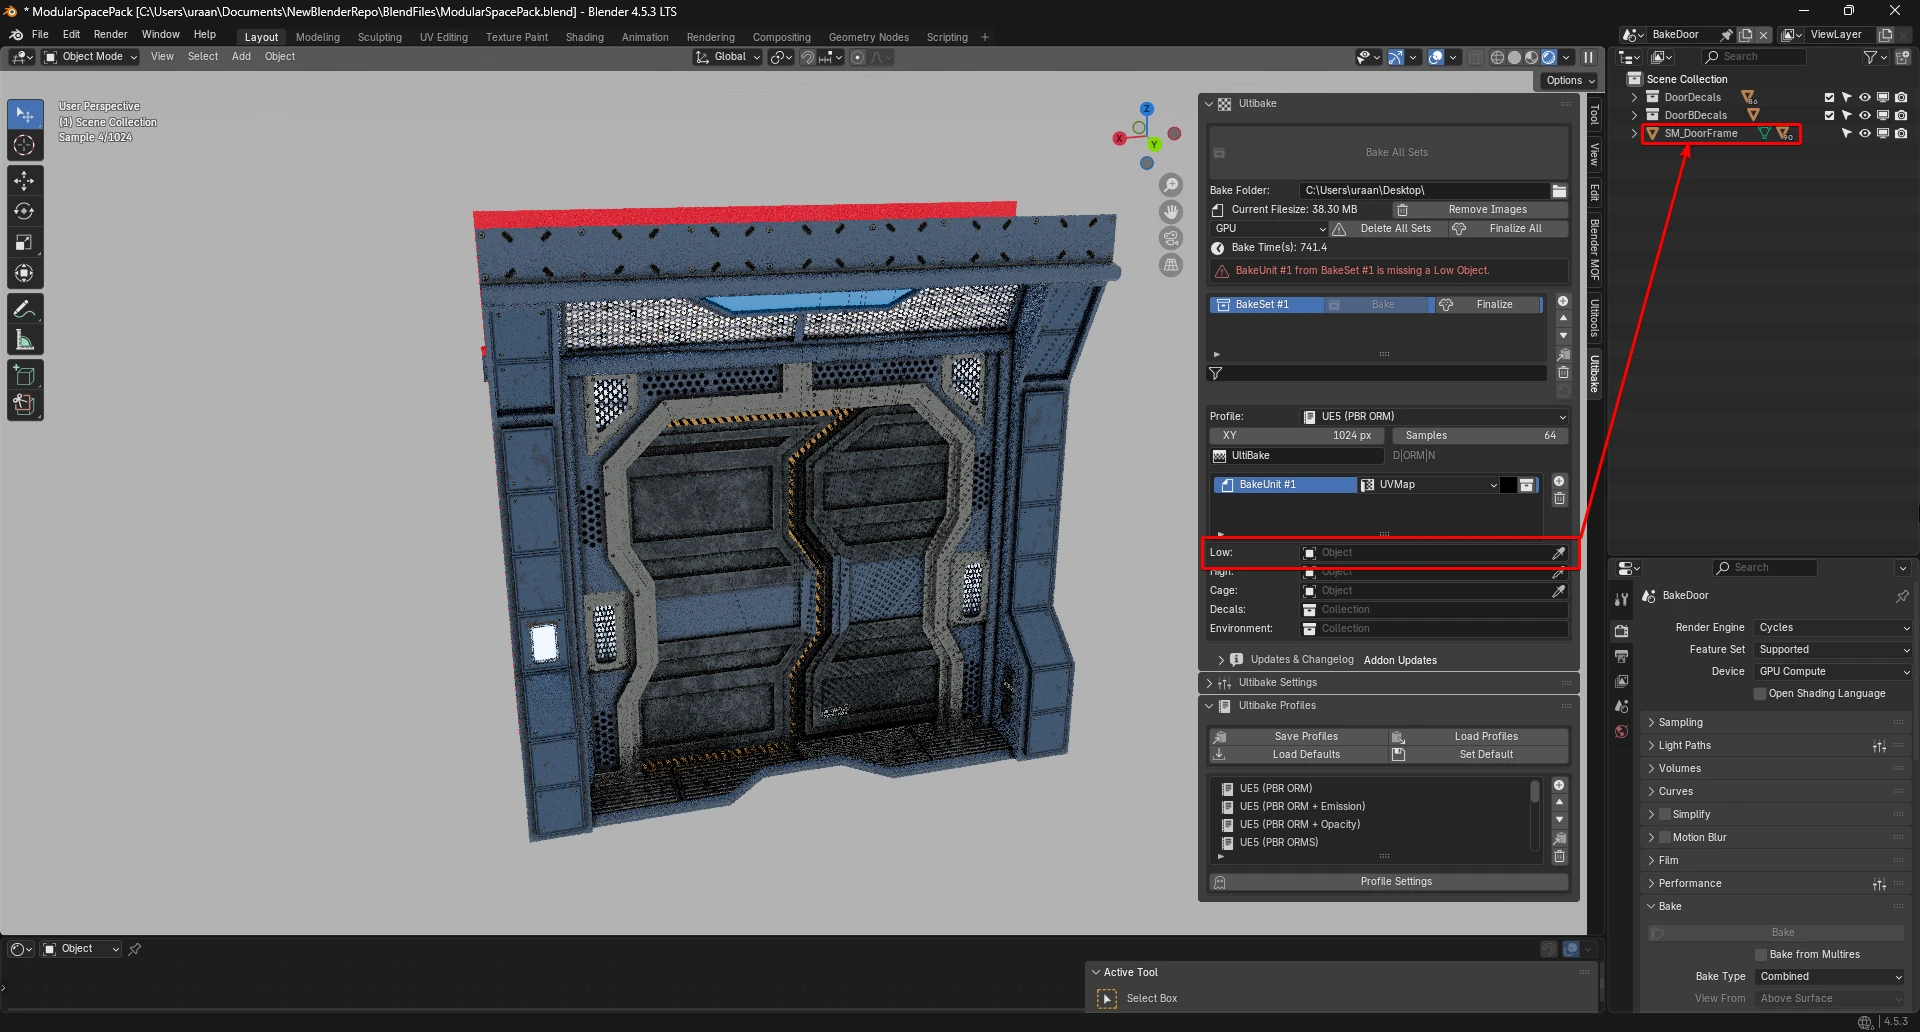 * ModularSpacePack [C:\Users\uraan\Documents\NewBlenderRepo\BlendFiles\ModularSpacePack.blend] - Blender 4.5.3 LTS
File Edit Render Window Help Layout Modeling Sculpting UV Editing Texture Paint Shading Animation Rendering Compositing Geometry Nodes Scripting + BakeDoor ViewLayer
Object Mode View Select Add Object Global Search
Options
User Perspective
(1) Scene Collection
Sample 4/1024
Z
X
Y
Ultibake
Bake All Sets
Bake Folder: C:\Users\uraan\Desktop\
Current Filesize: 38.30 MB Remove Images
GPU Delete All Sets Finalize All
Bake Time(s): 741.4
BakeUnit #1 from BakeSet #1 is missing a Low Object.
BakeSet #1 Bake Finalize
Profile: UE5 (PBR ORM)
XY 1024 px Samples 64
UltiBake D|ORM|N
BakeUnit #1 UVMap
Low: Object
High: Object
Cage: Object
Decals: Collection
Environment: Collection
Updates & Changelog Addon Updates
Ultibake Settings
Ultibake Profiles
Save Profiles Load Profiles
Load Defaults Set Default
UE5 (PBR ORM)
UE5 (PBR ORM + Emission)
UE5 (PBR ORM + Opacity)
UE5 (PBR ORMS)
Profile Settings
Tool
View
Edit
Blender MOF
Ultitools
Ultibake
Scene Collection
DoorDecals 86
DoorBDecals
SM_DoorFrame 90
Search
BakeDoor
Render Engine Cycles
Feature Set Supported
Device GPU Compute
Open Shading Language
Sampling
Light Paths
Volumes
Curves
Simplify
Motion Blur
Film
Performance
Bake
Bake
Bake from Multires
Bake Type Combined
View From Above Surface
Object
Active Tool
Select Box
4.5.3